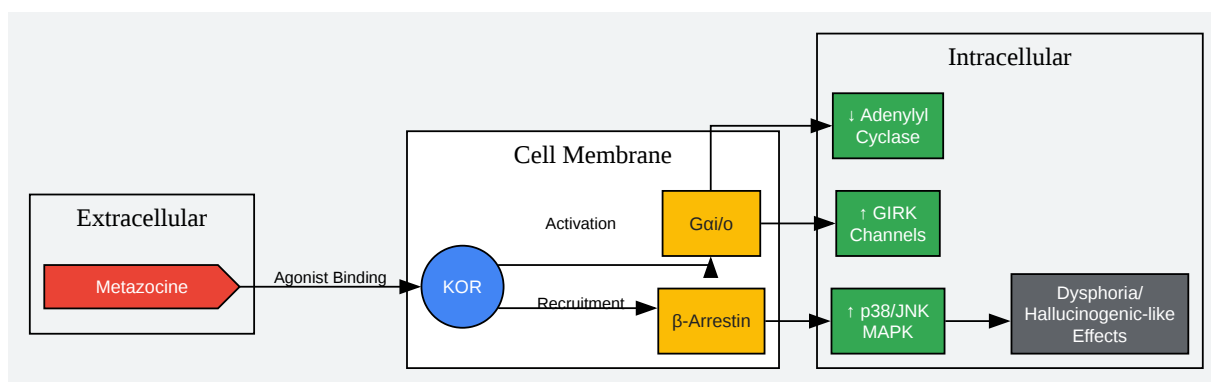 Extracellular
Metazocine
Agonist Binding
Cell Membrane
KOR
Activation
Recruitment
Gαi/o
β-Arrestin
Intracellular
↓ Adenylyl
Cyclase
↑ GIRK
Channels
↑ p38/JNK
MAPK
Dysphoria/
Hallucinogenic-like
Effects